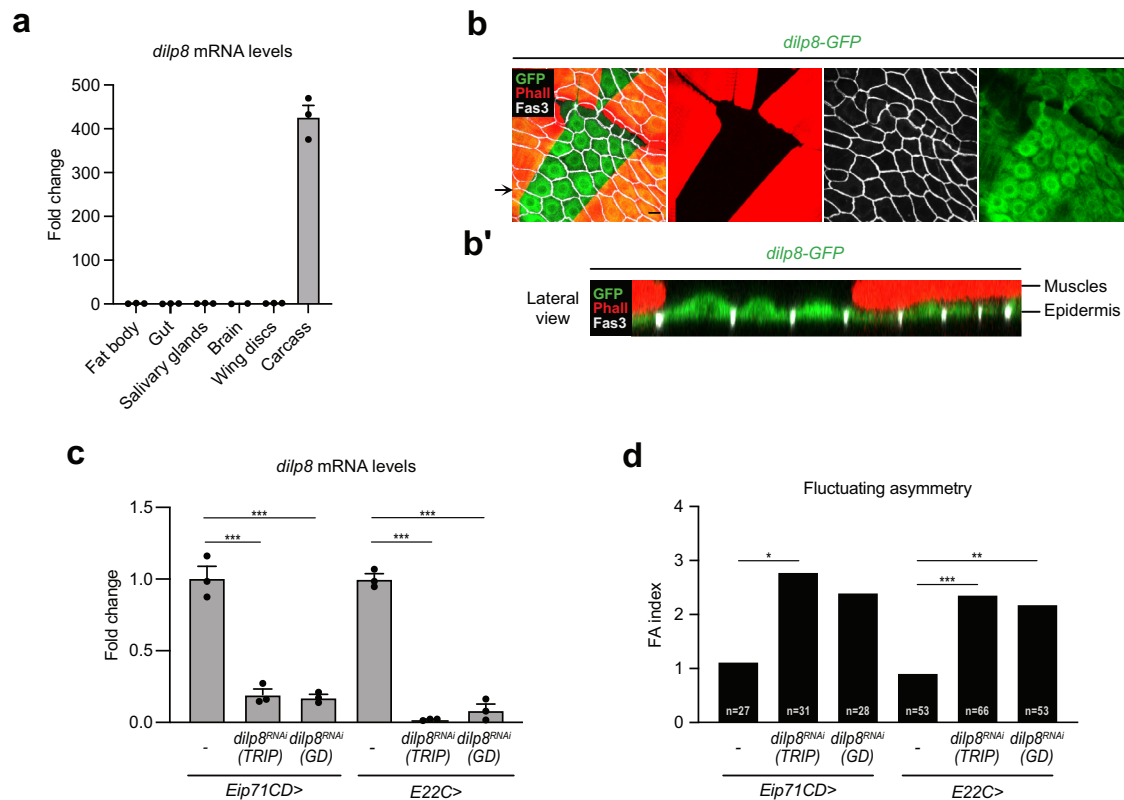 a
dilp8 mRNA levels
Fold change
500
400
300
200
100
0
Fat body
Gut
Salivary glands
Brain
Wing discs
Carcass
b
dilp8-GFP
GFP
Phall
Fas3
b'
dilp8-GFP
Lateral view
GFP
Phall
Fas3
Muscles
Epidermis
c
dilp8 mRNA levels
Fold change
1.5
1.0
0.5
0.0
*** ***
*** ***
- dilp8RNAi (TRIP) dilp8RNAi (GD) - dilp8RNAi (TRIP) dilp8RNAi (GD)
Eip71CD> E22C>
d
Fluctuating asymmetry
FA index
4
3
2
1
0
* **
***
n=27 n=31 n=28 n=53 n=66 n=53
- dilp8RNAi (TRIP) dilp8RNAi (GD) - dilp8RNAi (TRIP) dilp8RNAi (GD)
Eip71CD> E22C>